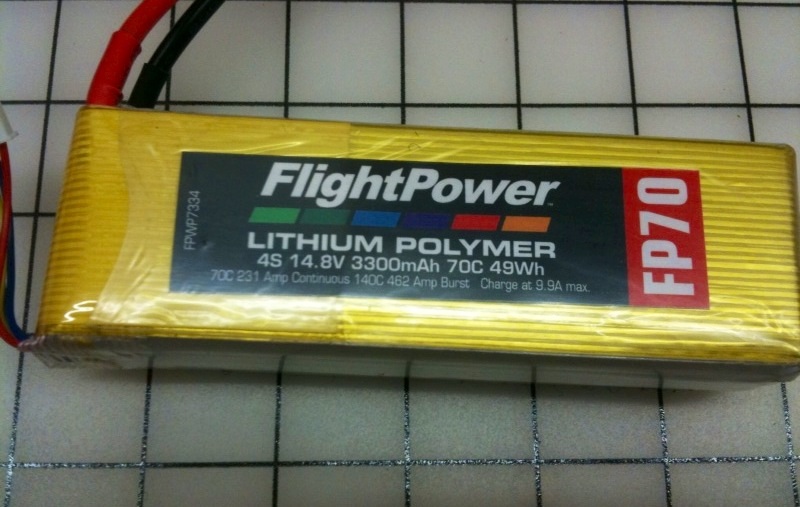 FlightPower™
LITHIUM POLYMER
4S 14.8V 3300mAh 70C 49Wh
70C 231 Amp Continuous 140C 462 Amp Burst Charge at 9.9A max.
FPWP7334
FP70